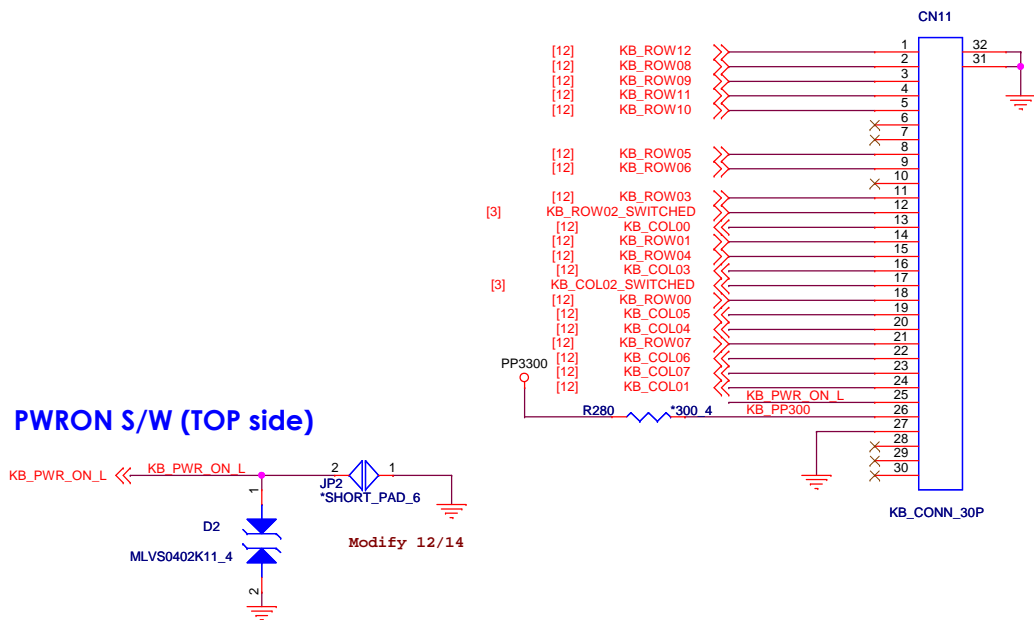 CN11
[12] KB_ROW12 1 32
[12] KB_ROW08 2 31
[12] KB_ROW09 3
[12] KB_ROW11 4
[12] KB_ROW10 5
6
7
[12] KB_ROW05 8
[12] KB_ROW06 9
10
[12] KB_ROW03 11
[3] KB_ROW02_SWITCHED 12
[12] KB_COL00 13
[12] KB_ROW01 14
[12] KB_ROW04 15
[12] KB_COL03 16
[3] KB_COL02_SWITCHED 17
[12] KB_ROW00 18
[12] KB_COL05 19
[12] KB_COL04 20
[12] KB_ROW07 21
[12] KB_COL06 22
PP3300
[12] KB_COL07 23
[12] KB_COL01 24
KB_PWR_ON_L 25
R280 *300_4 KB_PP300 26
27
28
29
30
KB_CONN_30P
PWRON S/W (TOP side)
KB_PWR_ON_L KB_PWR_ON_L 2 1
JP2
*SHORT_PAD_6
1
D2
Modify 12/14
MLVS0402K11_4
2